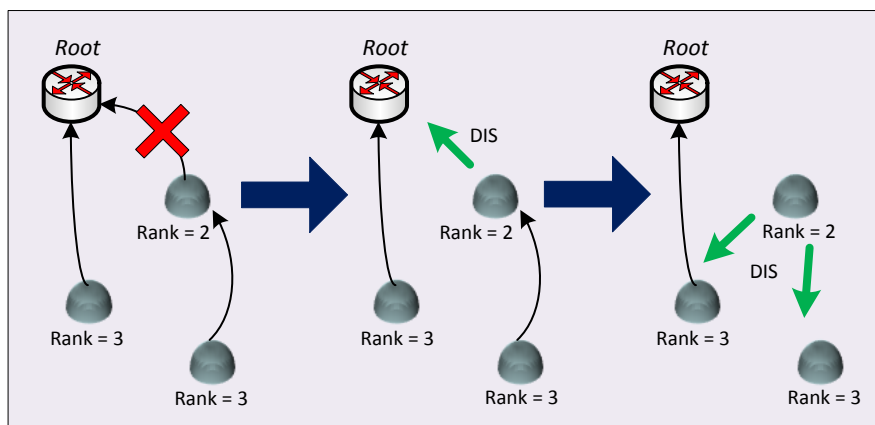 Root
Rank = 2
Rank = 3
Rank = 3
Root
DIS
Rank = 2
Rank = 3
Rank = 3
Root
Rank = 2
DIS
Rank = 3
Rank = 3